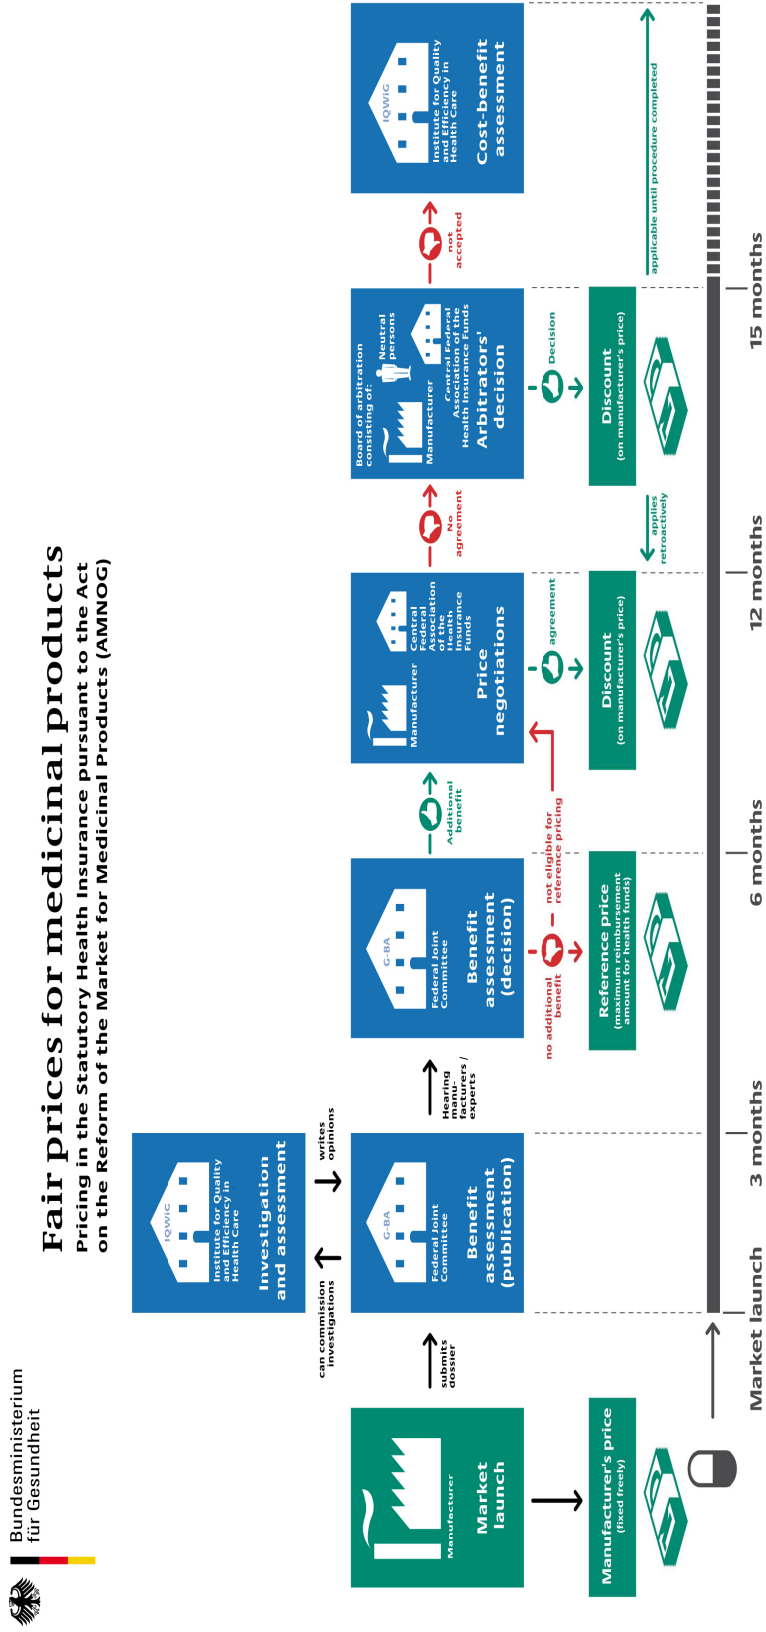 Bundesministerium
für Gesundheit
Fair prices for medicinal products
Pricing in the Statutory Health Insurance pursuant to the Act
on the Reform of the Market for Medicinal Products (AMNOG)
IQWiG
Institute for Quality
and Efficiency in
Health Care
Investigation
and assessment
can commission
investigations
writes
opinions
Manufacturer
Market
launch
submits
dossier
G-BA
Federal Joint
Committee
Benefit
assessment
(publication)
Hearing
manu-
facturers /
experts
G-BA
Federal Joint
Committee
Benefit
assessment
(decision)
Additional
benefit
Manufacturer
Central
Federal
Association
of the
Health
Insurance
Funds
Price
negotiations
No
agreement
Board of arbitration
consisting of:
Manufacturer
Neutral
persons
Central Federal
Association of the
Health Insurance Funds
Arbitrators'
decision
not
accepted
IQWiG
Institute for Quality
and Efficiency in
Health Care
Cost-benefit
assessment
no additional
benefit
not eligible for
reference pricing
agreement
Decision
Manufacturer's price
(fixed freely)
Reference price
(maximum reimbursement
amount for health funds)
Discount
(on manufacturer's price)
Discount
(on manufacturer's price)
applies
retroactively
applicable until procedure completed
Market launch
3 months
6 months
12 months
15 months